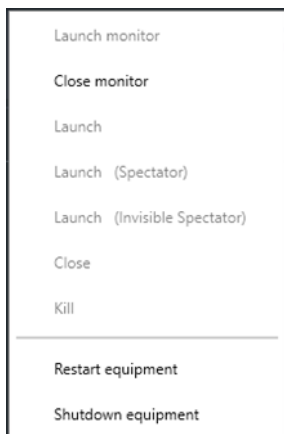 Launch monitor
Close monitor
Launch
Launch (Spectator)
Launch (Invisible Spectator)
Close
Kill
Restart equipment
Shutdown equipment